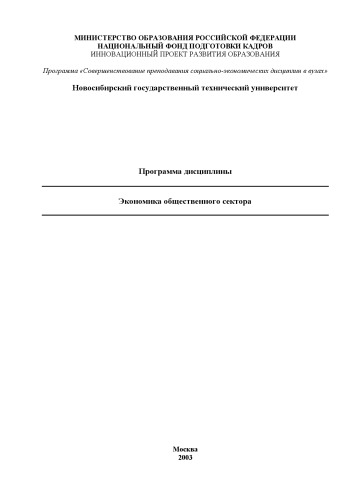 МИНИСТЕРСТВО ОБРАЗОВАНИЯ РОССИЙСКОЙ ФЕДЕРАЦИИ
НАЦИОНАЛЬНЫЙ ФОНД ПОДГОТОВКИ КАДРОВ
ИННОВАЦИОННЫЙ ПРОЕКТ РАЗВИТИЯ ОБРАЗОВАНИЯ
Программа «Совершенствование преподавания социально-экономических дисциплин в вузах»
Новосибирский государственный технический университет
Программа дисциплины
Экономика общественного сектора
Москва
2003